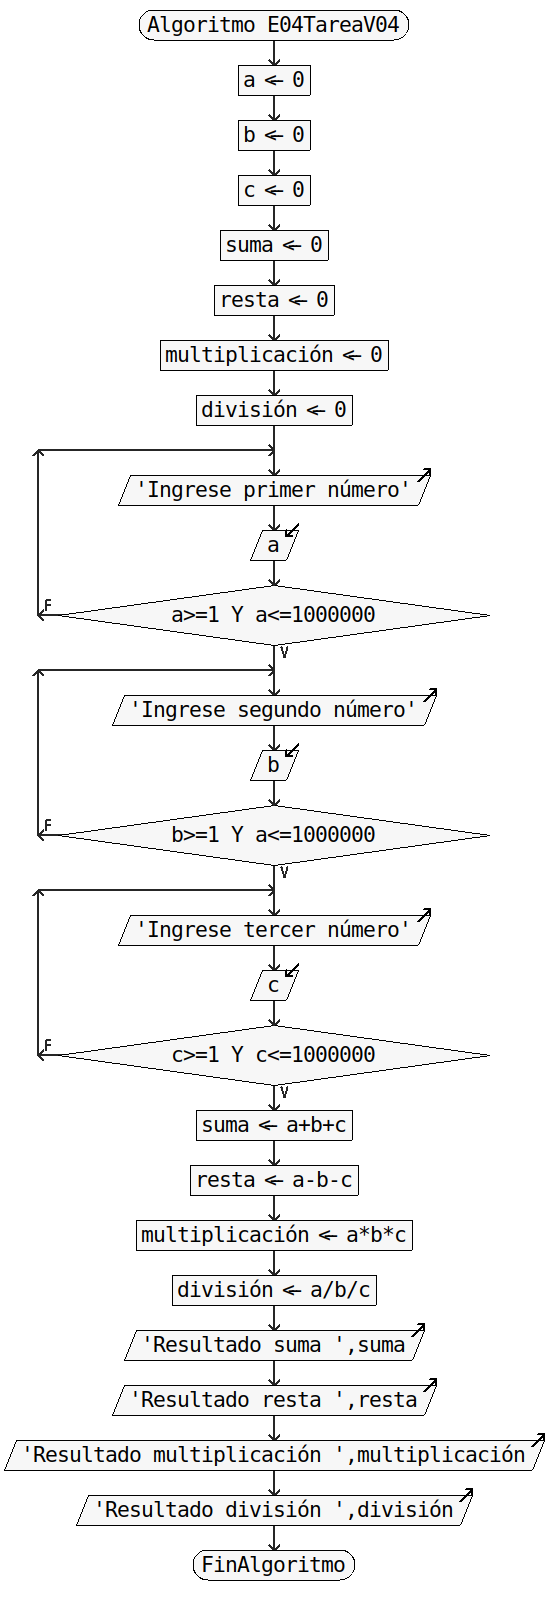 Algoritmo E04TareaV04
a ← 0
b ← 0
c ← 0
suma ← 0
resta ← 0
multiplicación ← 0
división ← 0
'Ingrese primer número'
a
F
a>=1 Y a<=1000000
V
'Ingrese segundo número'
b
F
b>=1 Y a<=1000000
V
'Ingrese tercer número'
c
F
c>=1 Y c<=1000000
V
suma ← a+b+c
resta ← a-b-c
multiplicación ← a*b*c
división ← a/b/c
'Resultado suma ',suma
'Resultado resta ',resta
'Resultado multiplicación ',multiplicación
'Resultado división ',división
FinAlgoritmo